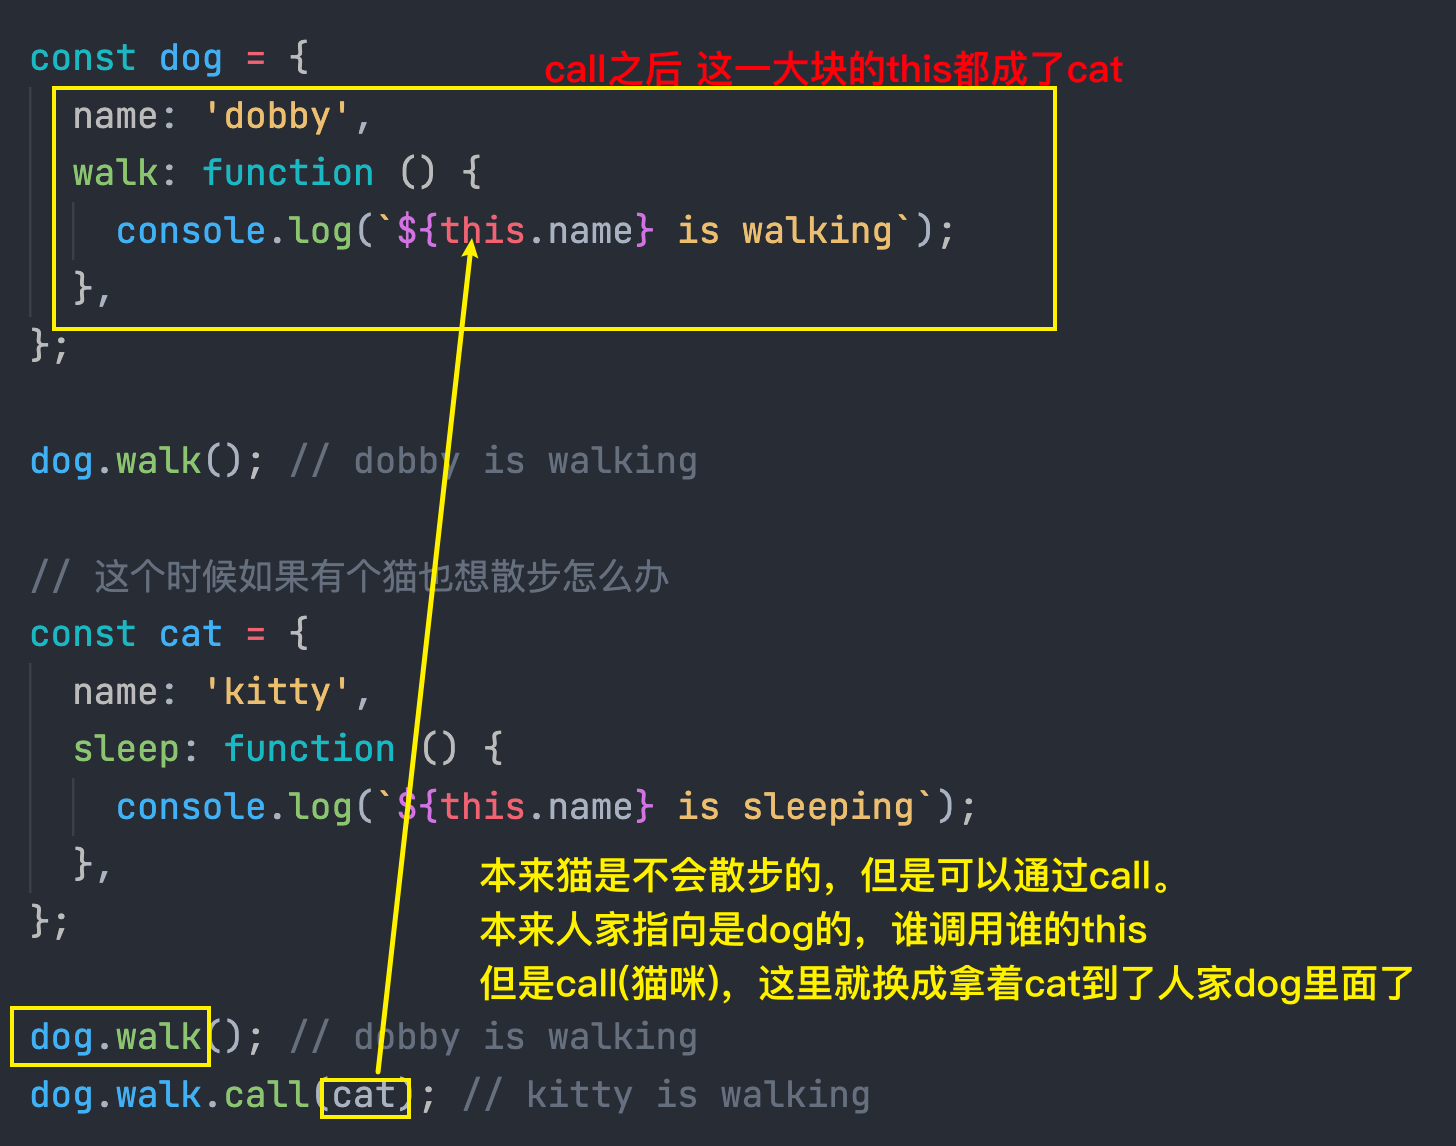 const dog = {
call之后 这一大块的this都成了cat
name: 'dobby',
walk: function () {
console.log(`${this.name} is walking`);
},
};
dog.walk(); // dobby is walking
// 这个时候如果有个猫也想散步怎么办
const cat = {
name: 'kitty',
sleep: function () {
console.log(`${this.name} is sleeping`);
},
};
本来猫是不会散步的，但是可以通过call。
本来人家指向是dog的，谁调用谁的this
但是call(猫咪)，这里就换成拿着cat到了人家dog里面了
dog.walk(); // dobby is walking
dog.walk.call(cat); // kitty is walking